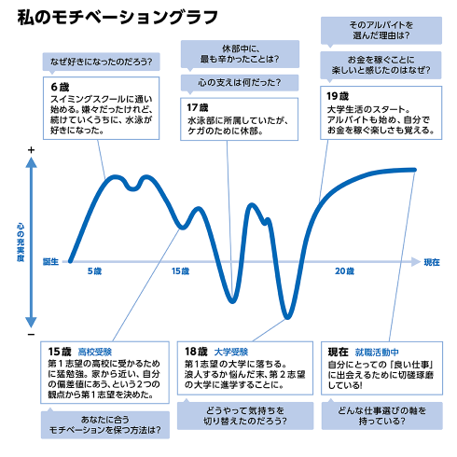 私のモチベーショングラフ
なぜ好きになったのだろう?
6歳
スイミングスクールに通い
始める。嫌々だったけれど、
続けていくうちに、水泳が
好きになった。
休部中に、
最も辛かったことは?
心の支えは何だった?
17歳
水泳部に所属していたが、
ケガのために休部。
そのアルバイトを
選んだ理由は?
お金を稼ぐことに
楽しいと感じたのはなぜ?
19歳
大学生活のスタート。
アルバイトも始め、自分で
お金を稼ぐ楽しさも覚える。
+
心の充実度
−
誕生
5歳
15歳
20歳
現在
15歳 高校受験
第1志望の高校に受かるため
に猛勉強。家から近い、自分
の偏差値にあう、という2つの
観点から第1志望を決めた。
あなたに合う
モチベーションを保つ方法は?
18歳 大学受験
第1志望の大学に落ちる。
浪人するか悩んだ末、第2志望
の大学に進学することに。
どうやって気持ちを
切り替えたのだろう?
現在 就職活動中
自分にとっての「良い仕事」
に出会えるために切磋琢磨
している!
どんな仕事選びの軸を
持っている?